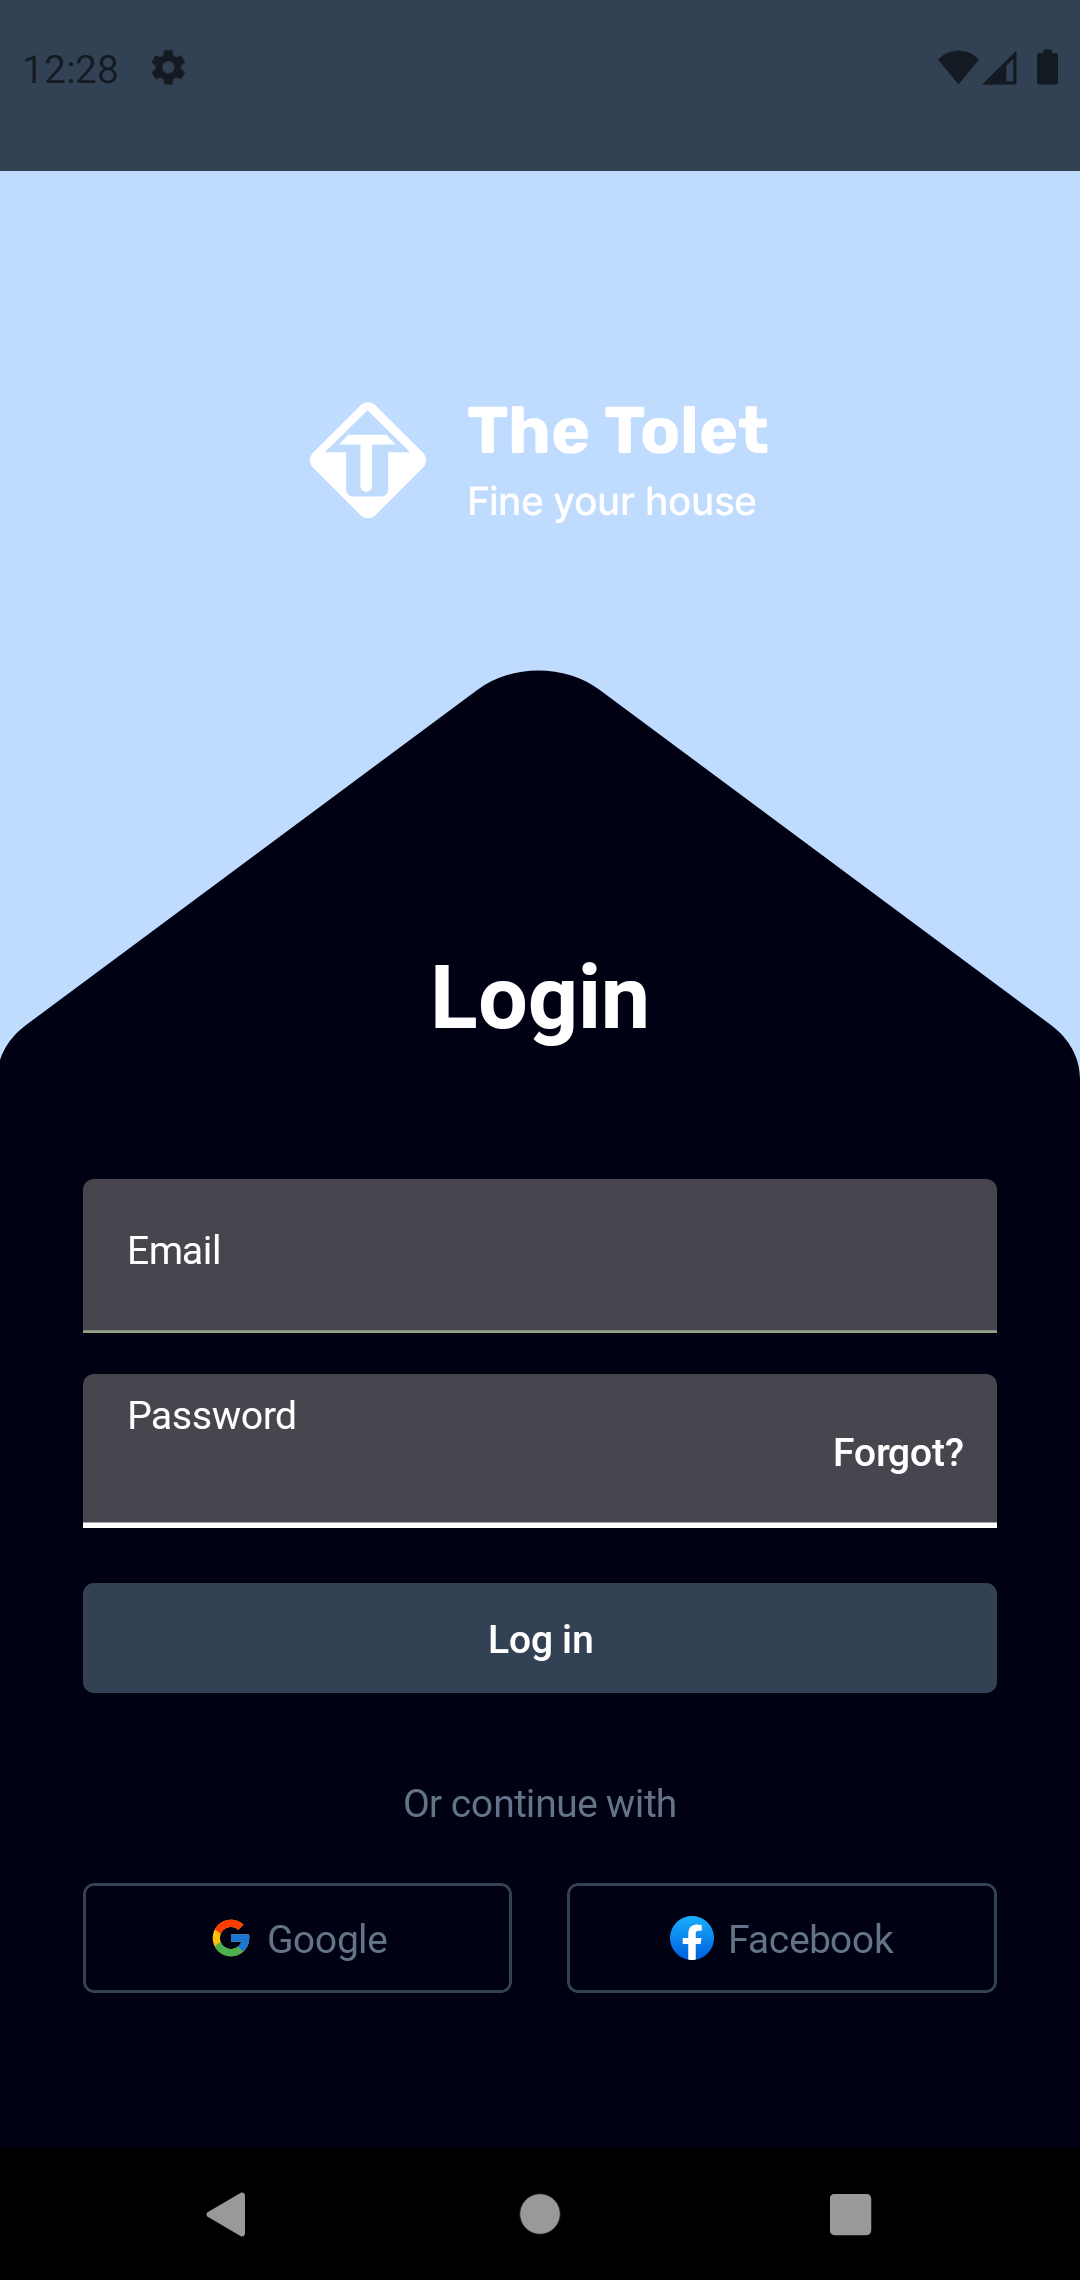 12:28
The Tolet
Fine your house
Login
Email
Password
Forgot?
Log in
Or continue with
Google
Facebook